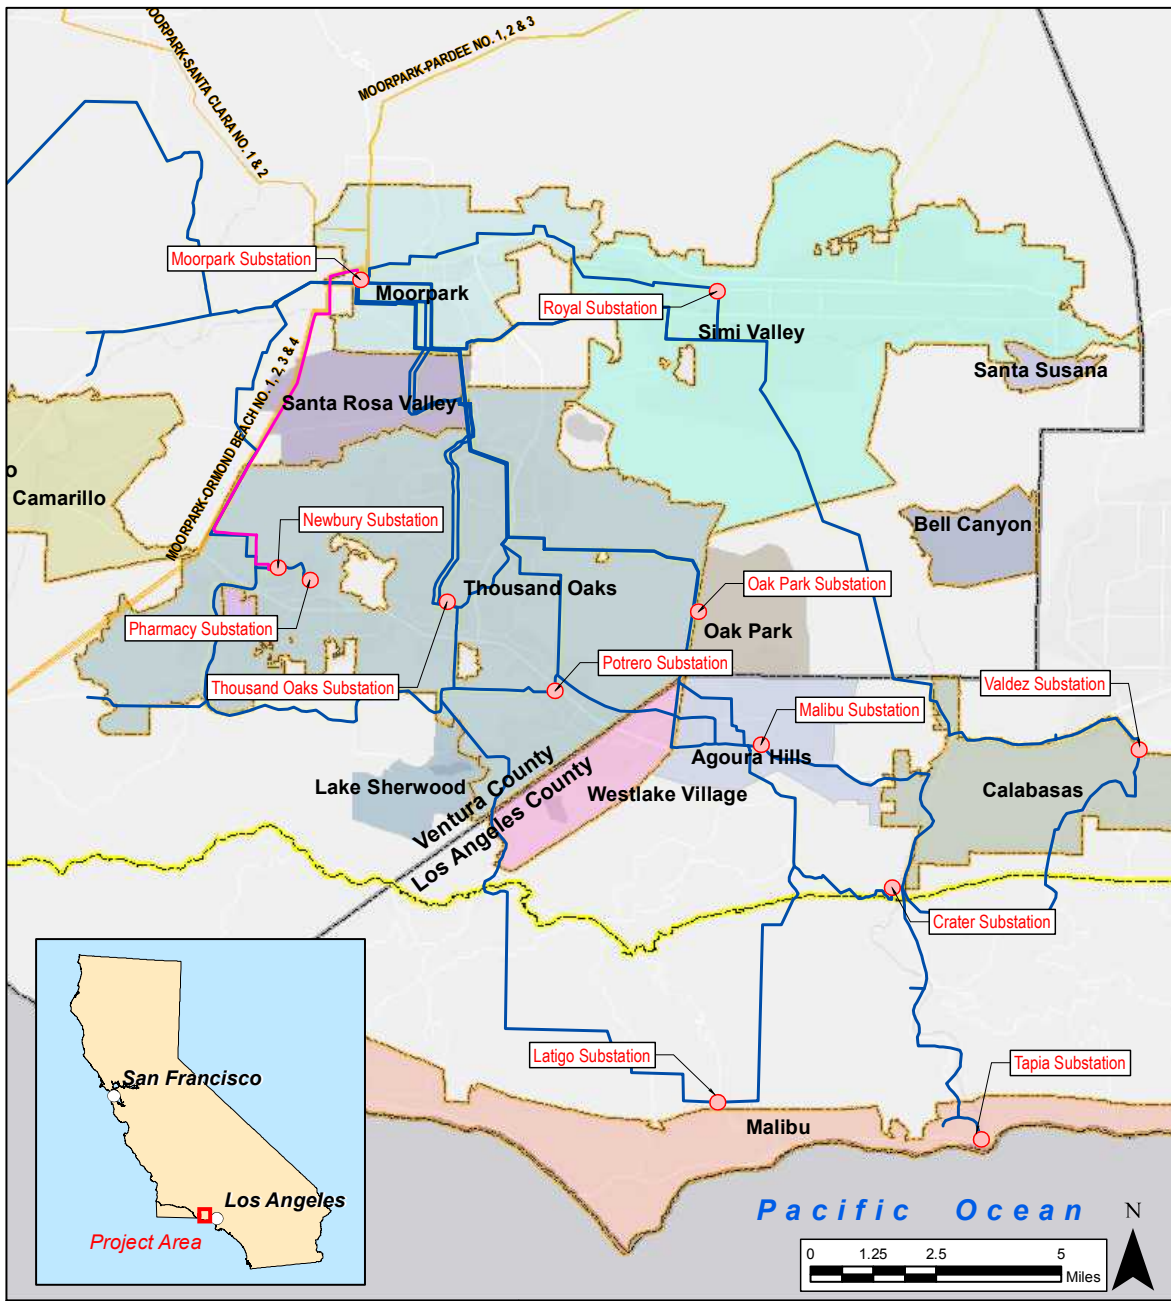 MOORPARK-SANTA CLARA NO. 1 & 2
MOORPARK-PARDEE NO. 1, 2 & 3
Moorpark Substation
Moorpark
Royal Substation
Simi Valley
Santa Susana
Santa Rosa Valley
MOORPARK-ORMOND BEACH NO. 1, 2, 3 & 4
o
Camarillo
Newbury Substation
Bell Canyon
Thousand Oaks
Oak Park Substation
Pharmacy Substation
Oak Park
Potrero Substation
Thousand Oaks Substation
Valdez Substation
Malibu Substation
Agoura Hills
Lake Sherwood
Ventura County
Los Angeles County
Westlake Village
Calabasas
Crater Substation
Latigo Substation
Tapia Substation
Malibu
San Francisco
Los Angeles
Project Area
Pacific Ocean
N
0 1.25 2.5 5
Miles